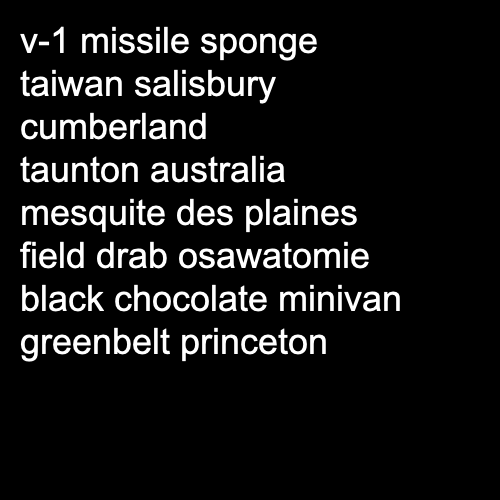 v-1 missile sponge
taiwan salisbury
cumberland
taunton australia
mesquite des plaines
field drab osawatomie
black chocolate minivan
greenbelt princeton